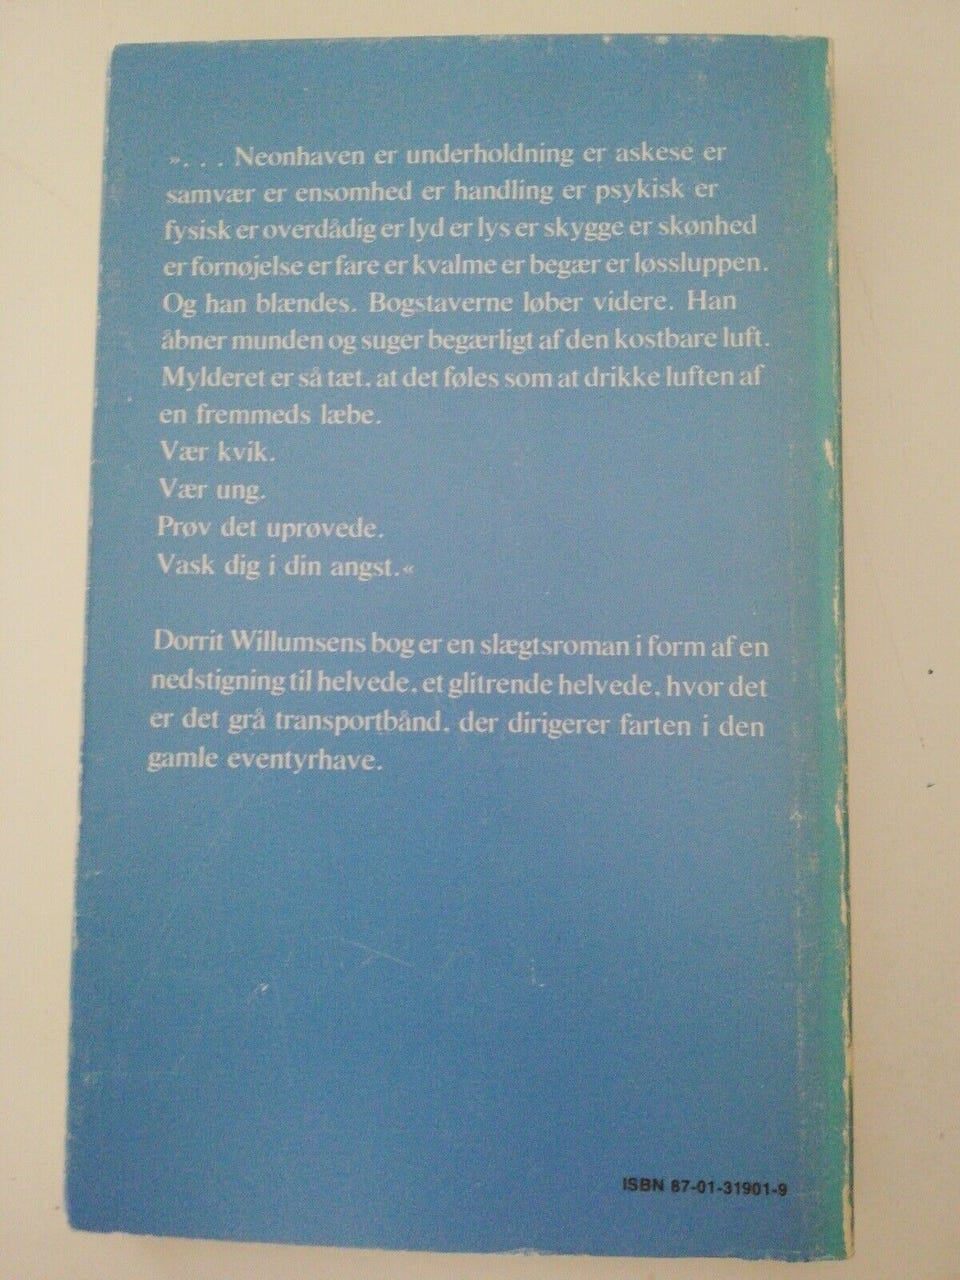 ». . . Neonhaven er underholdning er askese er
samvær er ensomhed er handling er psykisk er
fysisk er overdådig er lyd er lys er skygge er skønhed
er fornøjelse er fare er kvalme er begær er løssluppen.
Og han blændes. Bogstaverne løber videre. Han
åbner munden og suger begærligt af den kostbare luft.
Mylderet er så tæt, at det føles som at drikke luften af
en fremmeds læbe.
Vær kvik.
Vær ung.
Prøv det uprøvede.
Vask dig i din angst.«
Dorrit Willumsens bog er en slægtsroman i form af en
nedstigning til helvede, et glitrende helvede, hvor det
er det grå transportbånd, der dirigerer farten i den
gamle eventyrhave.
ISBN 87-01-31901-9